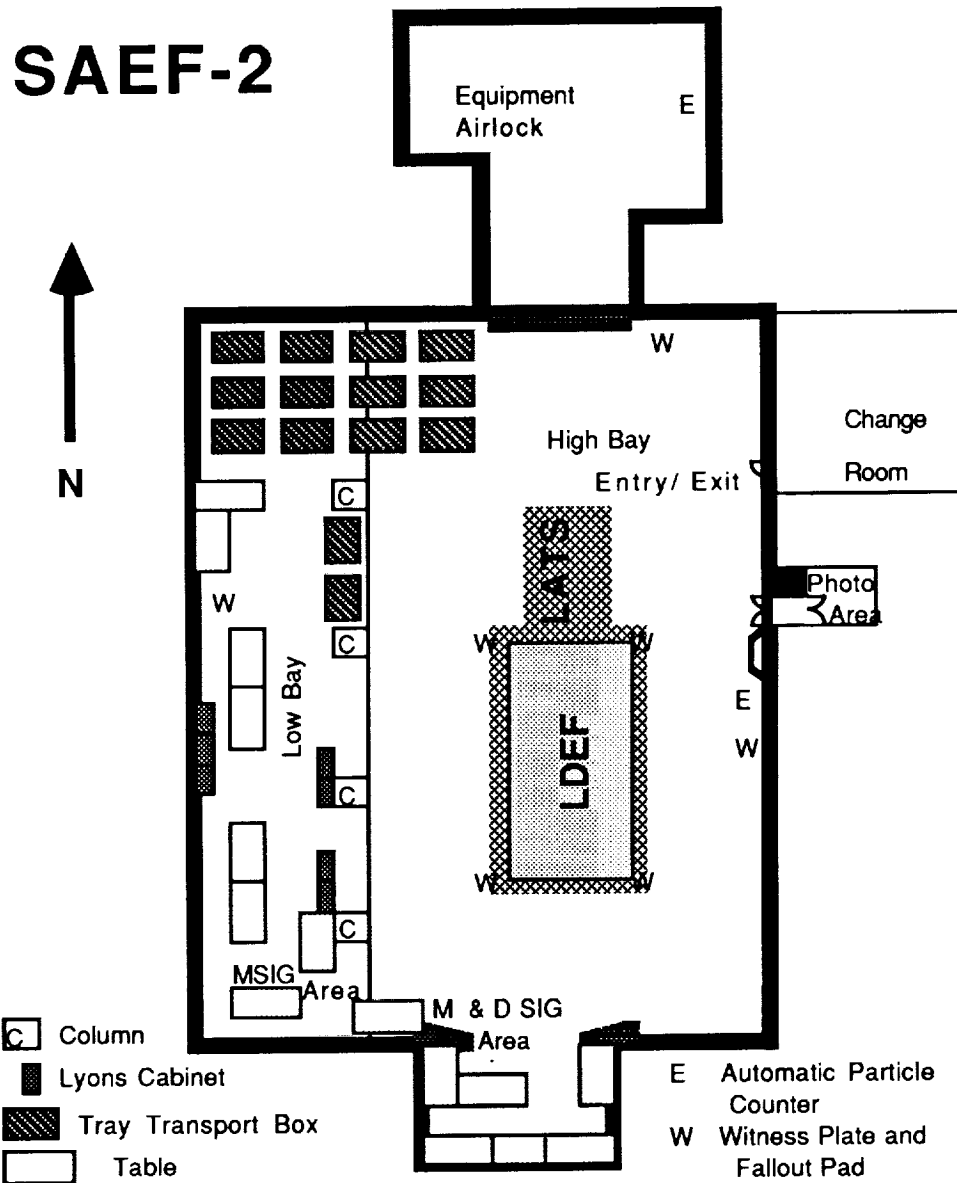 SAEF-2
Equipment
Airlock
E
N
W
High Bay
Change
Room
Entry/ Exit
C
LATS
Photo
Area
W
W
W
C
Low Bay
LDEF
E
W
C
W
W
C
MSIG
Area
M & D SIG
Area
C Column
Lyons Cabinet
Tray Transport Box
Table
E Automatic Particle
Counter
W Witness Plate and
Fallout Pad